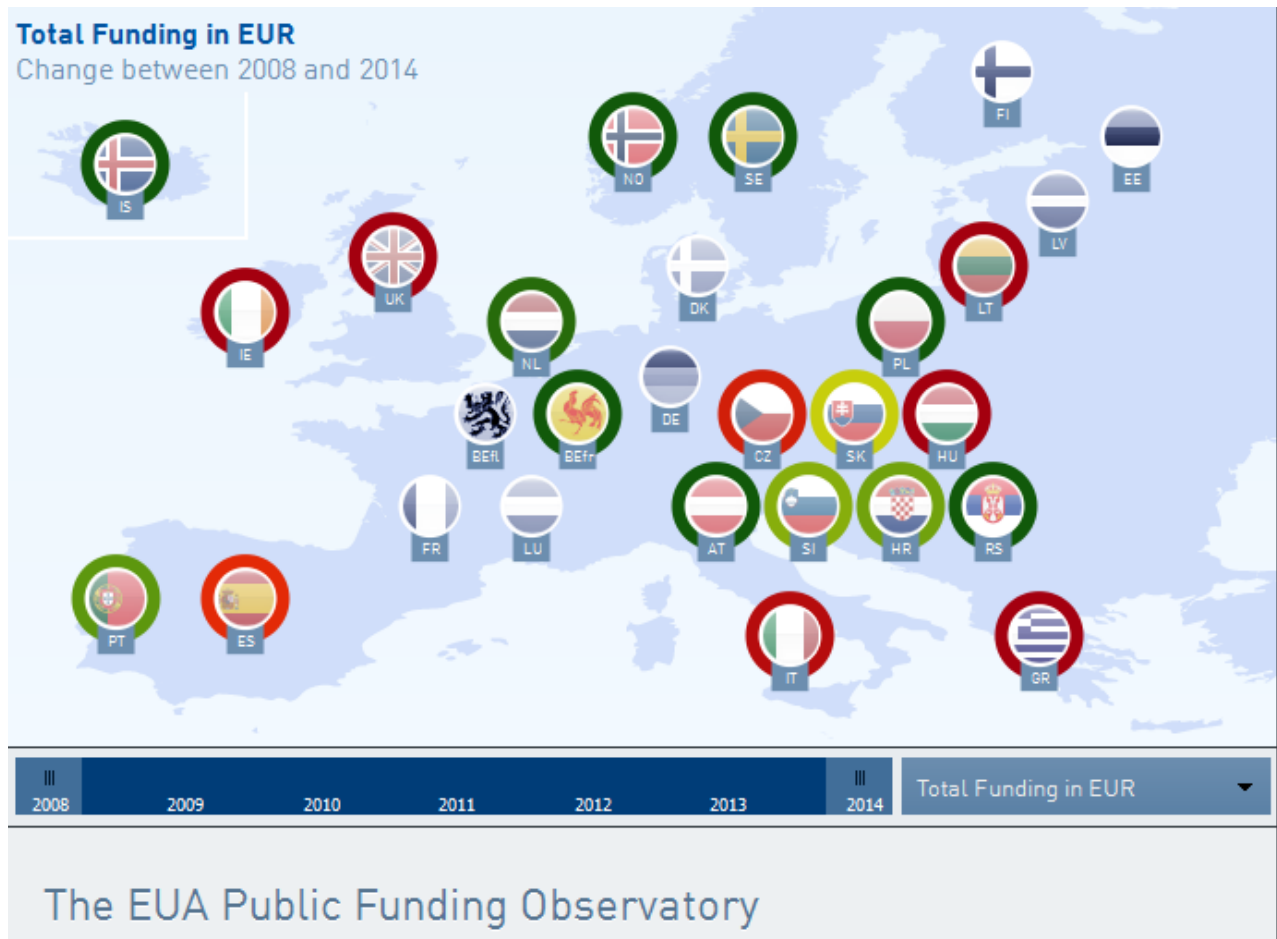 Total Funding in EUR
Change between 2008 and 2014
FI
NO
SE
EE
IS
LV
UK
DK
LT
IE
NL
PL
DE
BEfl
BEfr
CZ
SK
HU
FR
LU
AT
SI
HR
RS
PT
ES
IT
GR
2008 2009 2010 2011 2012 2013 2014
Total Funding in EUR
The EUA Public Funding Observatory